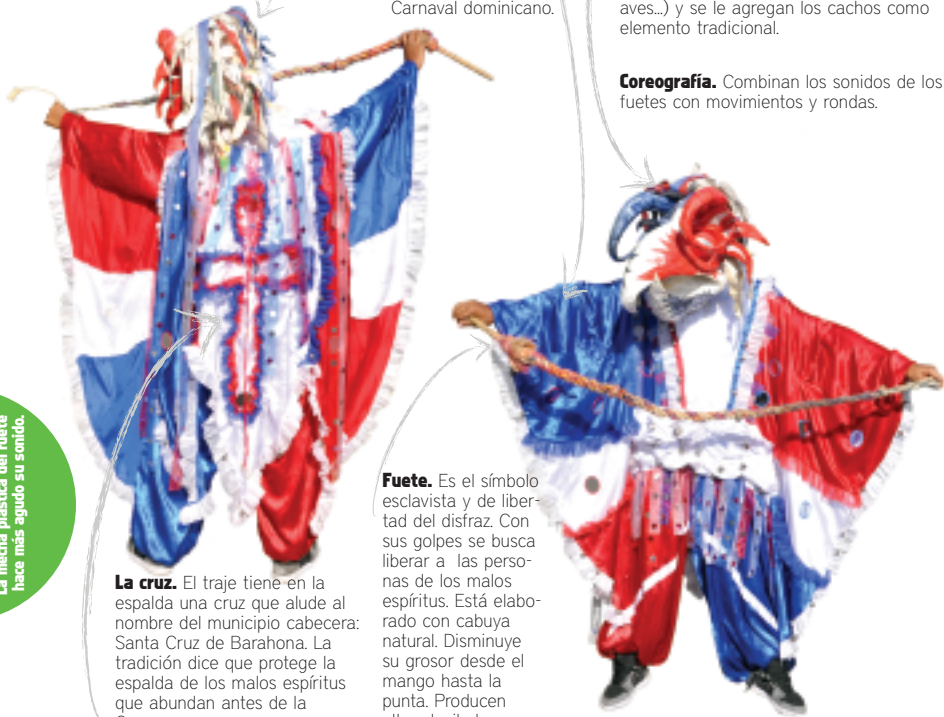 Carnaval dominicano.
aves...) y se le agregan los cachos como
elemento tradicional.
Coreografía. Combinan los sonidos de los
fuetes con movimientos y rondas.
La mecha plástica del fuete
hace más agudo su sonido.
La cruz. El traje tiene en la
espalda una cruz que alude al
nombre del municipio cabecera:
Santa Cruz de Barahona. La
tradición dice que protege la
espalda de los malos espíritus
que abundan antes de la
Fuete. Es el símbolo
esclavista y de liber-
tad del disfraz. Con
sus golpes se busca
liberar a las perso-
nas de los malos
espíritus. Está elabo-
rado con cabuya
natural. Disminuye
su grosor desde el
mango hasta la
punta. Producen